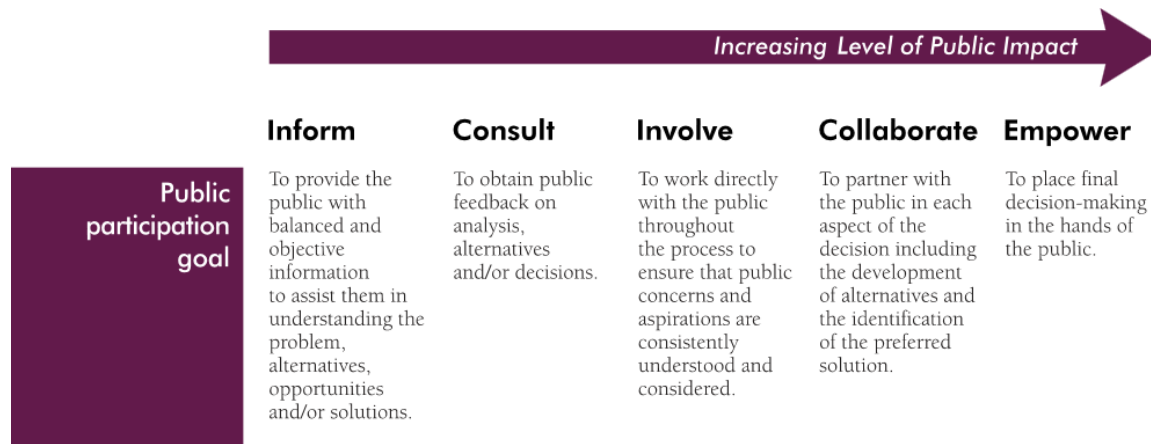 Increasing Level of Public Impact
Inform
Consult
Involve
Collaborate
Empower
Public
participation
goal
To provide the
public with
balanced and
objective
information
to assist them in
understanding the
problem,
alternatives,
opportunities
and/or solutions.
To obtain public
feedback on
analysis,
alternatives
and/or decisions.
To work directly
with the public
throughout
the process to
ensure that public
concerns and
aspirations are
consistently
understood and
considered.
To partner with
the public in each
aspect of the
decision including
the development
of alternatives and
the identification
of the preferred
solution.
To place final
decision-making
in the hands of
the public.